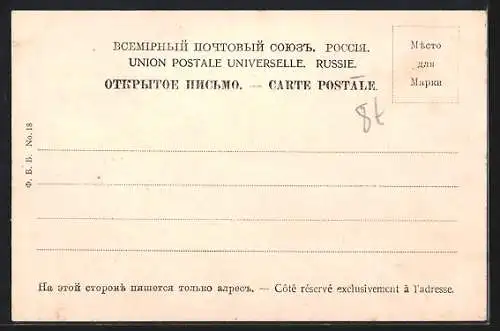 ВСЕМІРНЫЙ ПОЧТОВЫЙ СОЮЗЪ. РОССІЯ.
UNION POSTALE UNIVERSELLE. RUSSIE.
ОТКРЫТОЕ ПИСЬМО. — CARTE POSTALE.
Мѣсто
для
Марки
8t
Ф. Б. В. No. 18
На этой сторонѣ пишется только адресъ. — Côté réservé exclusivement à l'adresse.